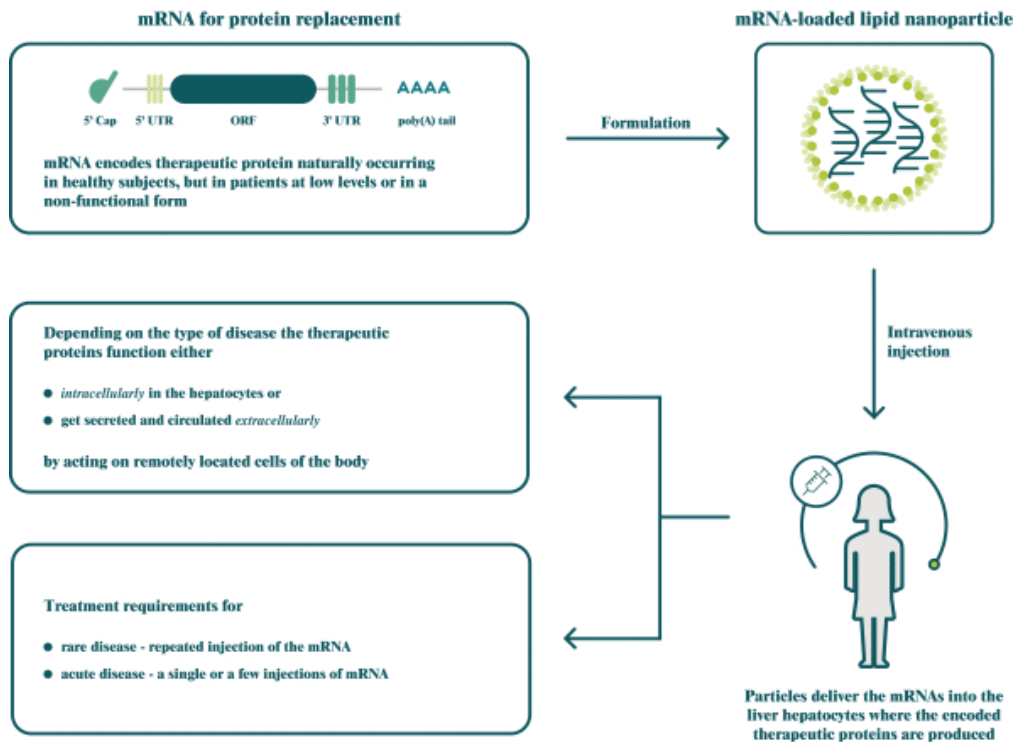 mRNA for protein replacement
mRNA-loaded lipid nanoparticle
5' Cap
5' UTR
ORF
3' UTR
AAAA
poly(A) tail
mRNA encodes therapeutic protein naturally occurring
in healthy subjects, but in patients at low levels or in a
non-functional form
Formulation
Intravenous
injection
Depending on the type of disease the therapeutic
proteins function either
● intracellularly in the hepatocytes or
● get secreted and circulated extracellularly
by acting on remotely located cells of the body
Treatment requirements for
● rare disease - repeated injection of the mRNA
● acute disease - a single or a few injections of mRNA
Particles deliver the mRNAs into the
liver hepatocytes where the encoded
therapeutic proteins are produced